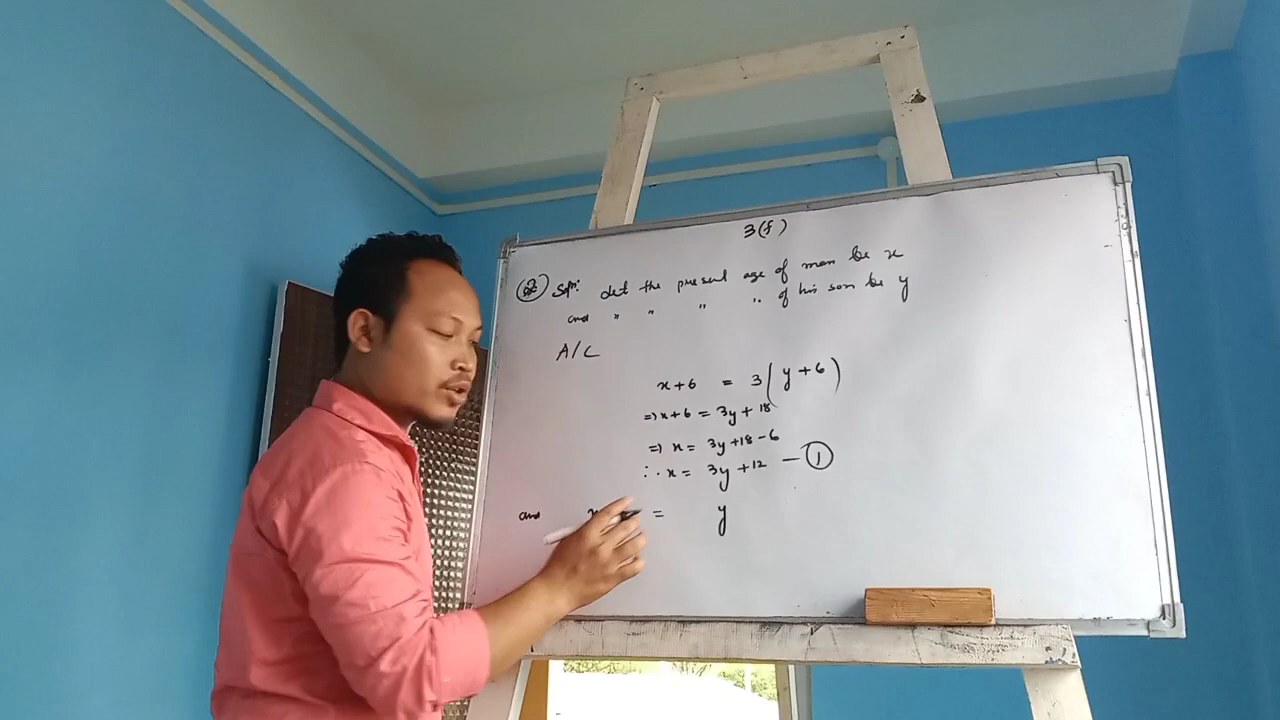 3(f)
Solⁿ: Let the present age of man be x
and " " " " of his son be y
A/C
x+6 = 3(y+6)
⇒ x+6 = 3y+18
⇒ x = 3y+18-6
∴ x = 3y+12 — ①
and x = y